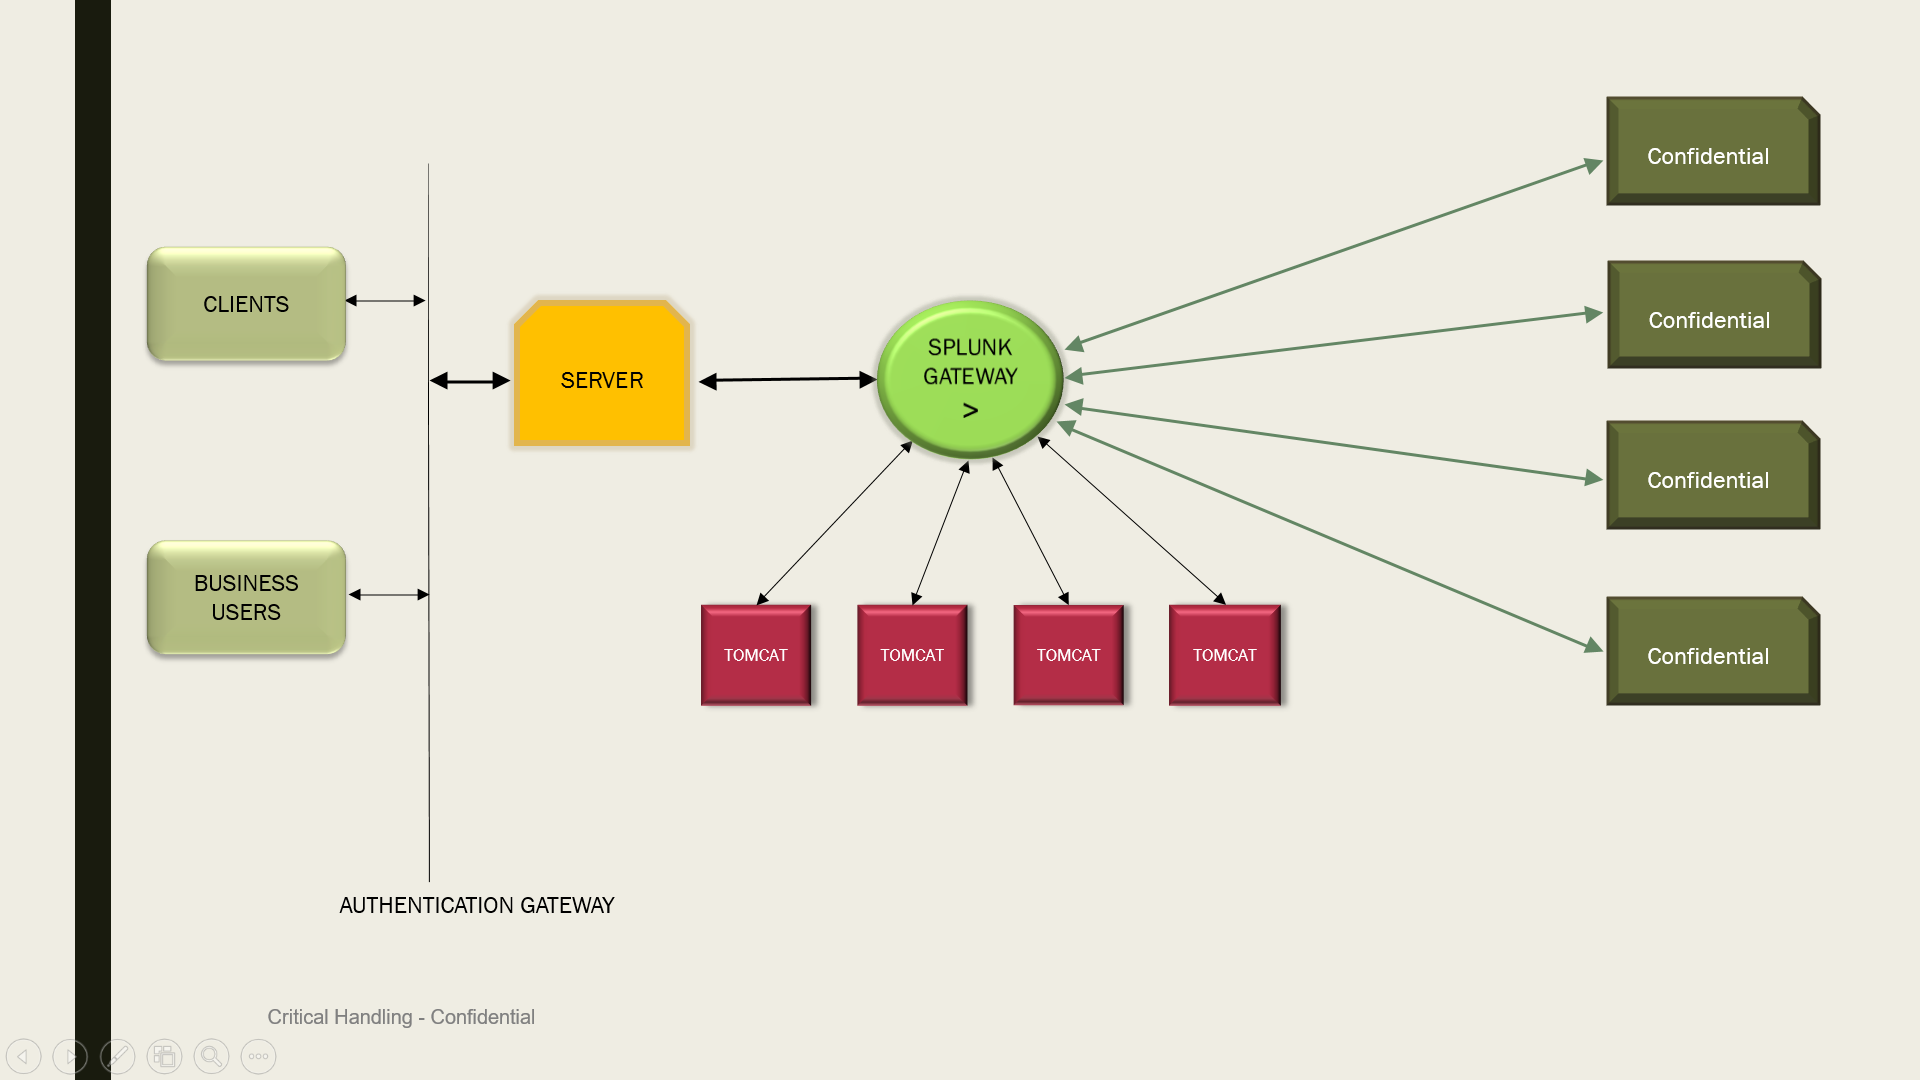 CLIENTS
BUSINESS
USERS
SERVER
SPLUNK
GATEWAY
>
TOMCAT
TOMCAT
TOMCAT
TOMCAT
Confidential
Confidential
Confidential
Confidential
AUTHENTICATION GATEWAY
Critical Handling - Confidential